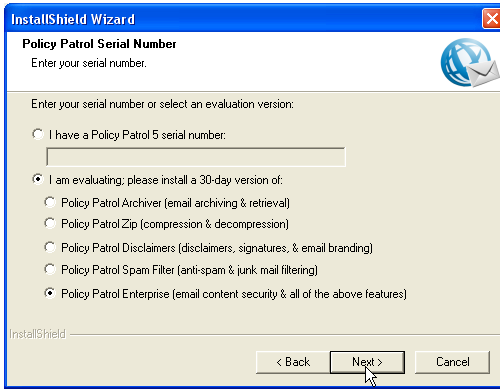 InstallShield Wizard
Policy Patrol Serial Number
Enter your serial number.
Enter your serial number or select an evaluation version:
I have a Policy Patrol 5 serial number:
I am evaluating; please install a 30-day version of:
Policy Patrol Archiver (email archiving & retrieval)
Policy Patrol Zip (compression & decompression)
Policy Patrol Disclaimers (disclaimers, signatures, & email branding)
Policy Patrol Spam Filter (anti-spam & junk mail filtering)
Policy Patrol Enterprise (email content security & all of the above features)
InstallShield
< Back Next > Cancel